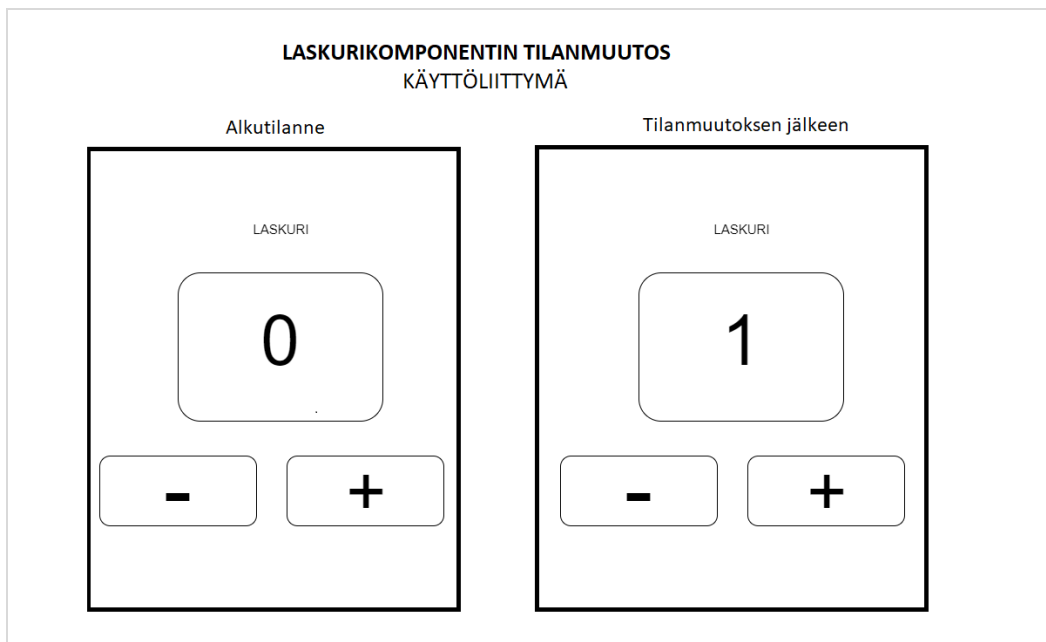 LASKURIKOMPONENTIN TILANMUUTOS
KÄYTTÖLIITTYMÄ
Alkutilanne
LASKURI
0
- +
Tilanmuutoksen jälkeen
LASKURI
1
- +